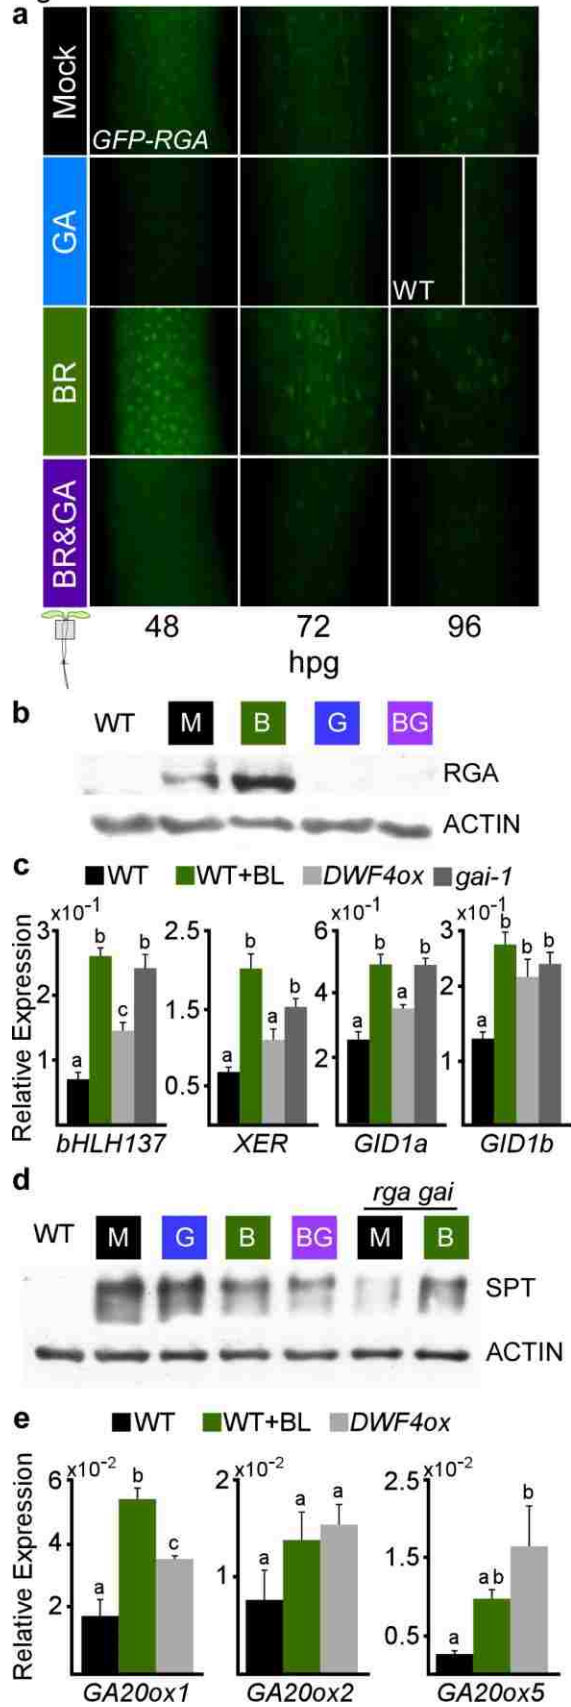 a
Mock
GFP-RGA
GA
WT
BR
BR&GA
48 72 96
hpg
b
WT M B G BG
RGA
ACTIN
c
WT WT+BL DWF4ox gai-1
Relative Expression
x10-1 x10-1 x10-1
3 2.5 6 3
2 1.5 4 2
1 0.5 2 1
a b c b
a b a b
a b a b
a b b b
bHLH137 XER GID1a GID1b
d
rga gai
WT M G B BG M B
SPT
ACTIN
e
WT WT+BL DWF4ox
Relative Expression
x10-2 x10-2 x10-2
6 2 2.5
4 1 1.5
2 0.5
a b c
a a a
a ab b
GA20ox1 GA20ox2 GA20ox5